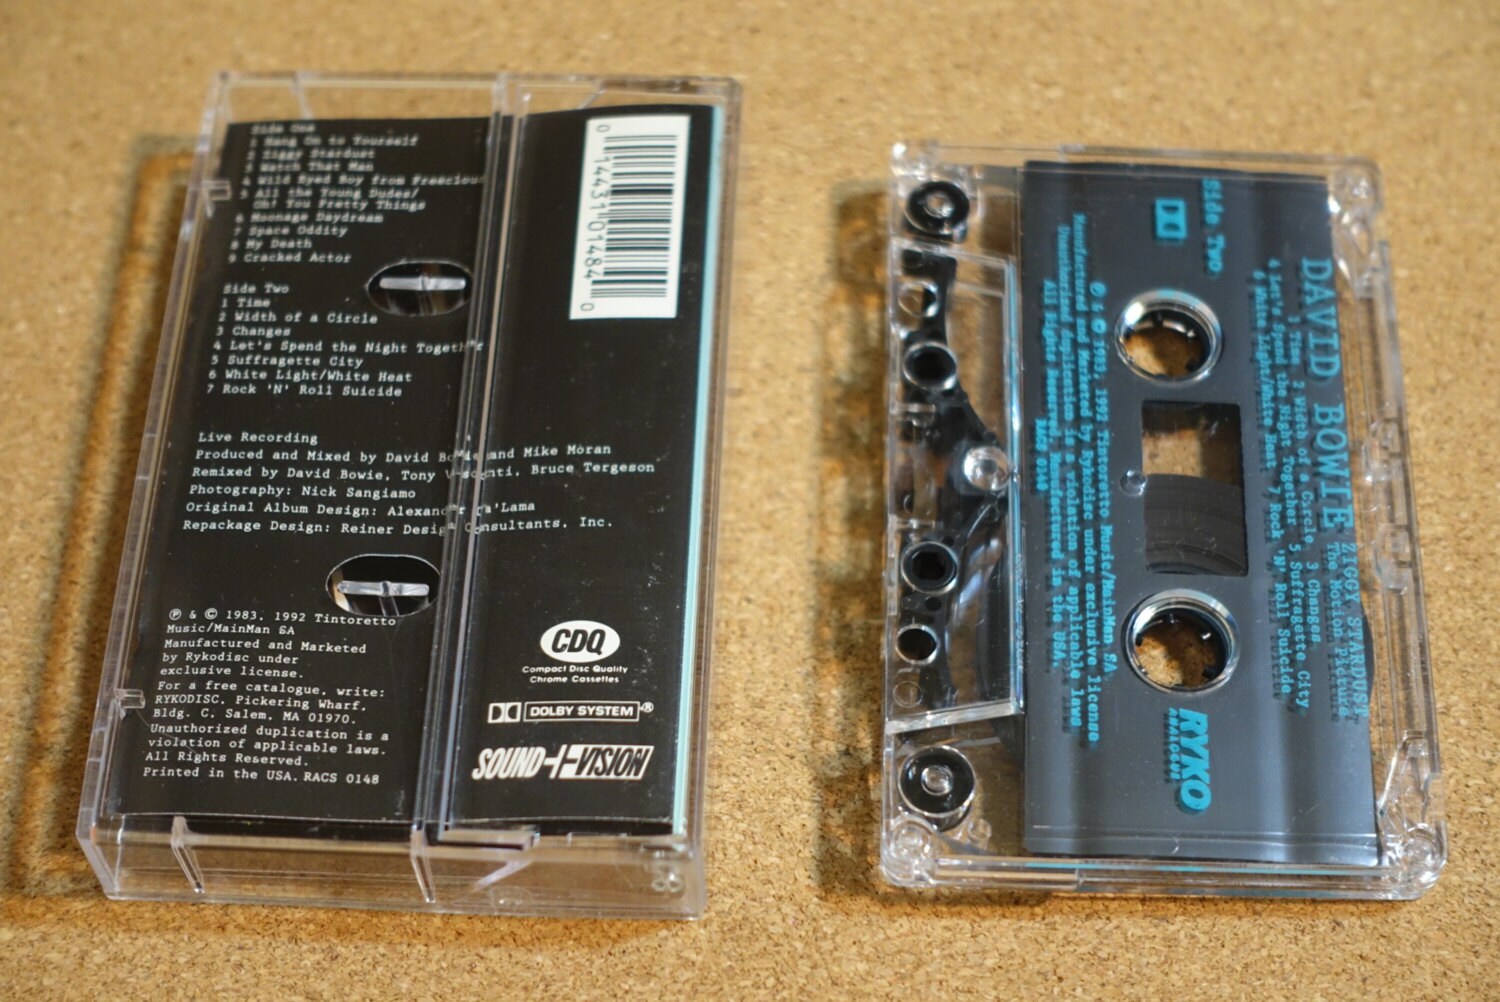 Side One
1 Hang On to Yourself
2 Ziggy Stardust
3 Watch That Man
4 Wild Eyed Boy from Freecloud
5 All the Young Dudes/
Oh! You Pretty Things
6 Moonage Daydream
7 Space Oddity
8 My Death
9 Cracked Actor
Side Two
1 Time
2 Width of a Circle
3 Changes
4 Let's Spend the Night Together
5 Suffragette City
6 White Light/White Heat
7 Rock 'N' Roll Suicide
Live Recording
Produced and Mixed by David Bowie and Mike Moran
Remixed by David Bowie, Tony Visconti, Bruce Tergeson
Photography: Nick Sangiamo
Original Album Design: Alexander 'Lama
Repackage Design: Reiner Design Consultants, Inc.
℗ & © 1983, 1992 Tintoretto
Music/MainMan SA
Manufactured and Marketed
by Rykodisc under
exclusive license.
For a free catalogue, write:
RYKODISC, Pickering Wharf,
Bldg. C, Salem, MA 01970.
Unauthorized duplication is a
violation of applicable laws.
All Rights Reserved.
Printed in the USA. RACS 0148
0 14431 01484 0
CDQ
Compact Disc Quality
Chrome Cassettes
DOLBY SYSTEM®
SOUND+VISION
Side Two
DAVID BOWIE
ZIGGY STARDUST
The Motion Picture
1 Time 2 Width of a Circle 3 Changes
4 Let's Spend the Night Together 5 Suffragette City
6 White Light/White Heat 7 Rock 'N' Roll Suicide
RYKO
ANALOGUE
℗ & © 1983, 1992 Tintoretto Music/MainMan SA
Manufactured and Marketed by Rykodisc under exclusive license
Unauthorized duplication is a violation of applicable laws
All Rights Reserved. Manufactured in the USA.
RACS 0148